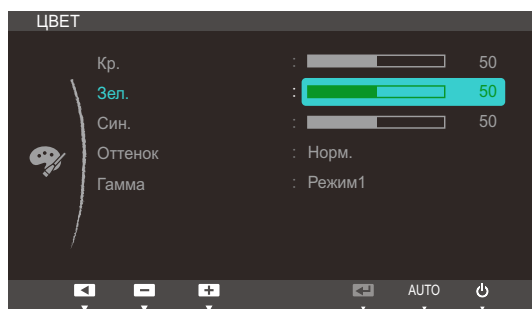 ЦВЕТ
Кр. : 50
Зел. : 50
Син. : 50
Оттенок : Норм.
Гамма : Режим1
AUTO